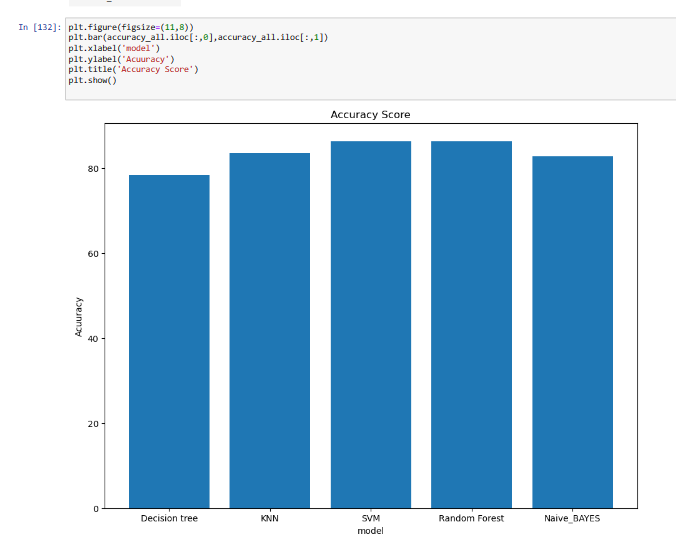 In [132]: plt.figure(figsize=(11,8))
plt.bar(accuracy_all.iloc[:,0],accuracy_all.iloc[:,1])
plt.xlabel('model')
plt.ylabel('Acuuracy')
plt.title('Accuracy Score')
plt.show()
Accuracy Score
Acuuracy
80
60
40
20
0
Decision tree KNN SVM Random Forest Naive_BAYES
model